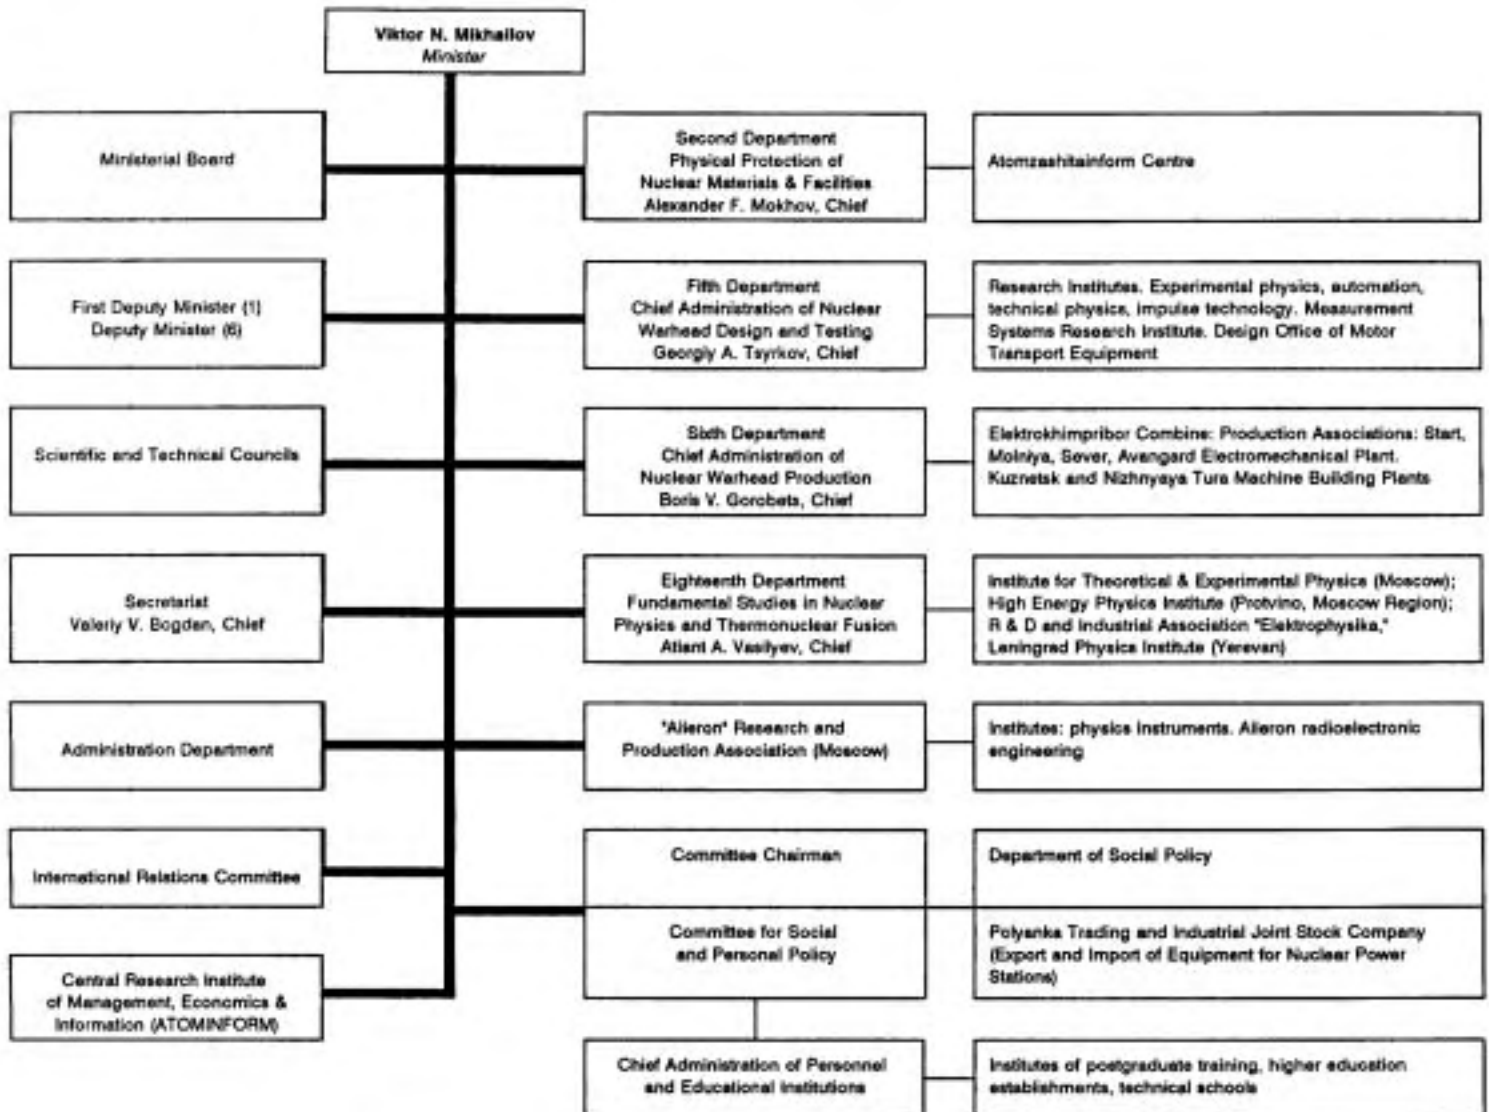 Viktor N. Mikhailov
Minister
Ministerial Board
Second Department
Physical Protection of
Nuclear Materials & Facilities
Alexander F. Mokhov, Chief
Atomzashitainform Centre
First Deputy Minister (1)
Deputy Minister (6)
Fifth Department
Chief Administration of Nuclear
Warhead Design and Testing
Georgiy A. Tsyrkov, Chief
Research Institutes. Experimental physics, automation,
technical physics, impulse technology. Measurement
Systems Research Institute. Design Office of Motor
Transport Equipment
Scientific and Technical Councils
Sixth Department
Chief Administration of
Nuclear Warhead Production
Boris V. Gorobets, Chief
Elektrokhimpribor Combine: Production Associations: Start,
Molniya, Sever, Avangard Electromechanical Plant.
Kuznetsk and Nizhnyaya Tura Machine Building Plants
Secretariat
Valeriy V. Bogdan, Chief
Eighteenth Department
Fundamental Studies in Nuclear
Physics and Thermonuclear Fusion
Atlant A. Vasilyev, Chief
Institute for Theoretical & Experimental Physics (Moscow);
High Energy Physics Institute (Protvino, Moscow Region);
R & D and Industrial Association "Elektrophysika,"
Leningrad Physics Institute (Yerevan)
Administration Department
"Aileron" Research and
Production Association (Moscow)
Institutes: physics instruments. Aileron radioelectronic
engineering
International Relations Committee
Committee Chairman
Department of Social Policy
Committee for Social
and Personal Policy
Polyanka Trading and Industrial Joint Stock Company
(Export and Import of Equipment for Nuclear Power
Stations)
Central Research Institute
of Management, Economics &
Information (ATOMINFORM)
Chief Administration of Personnel
and Educational Institutions
Institutes of postgraduate training, higher education
establishments, technical schools